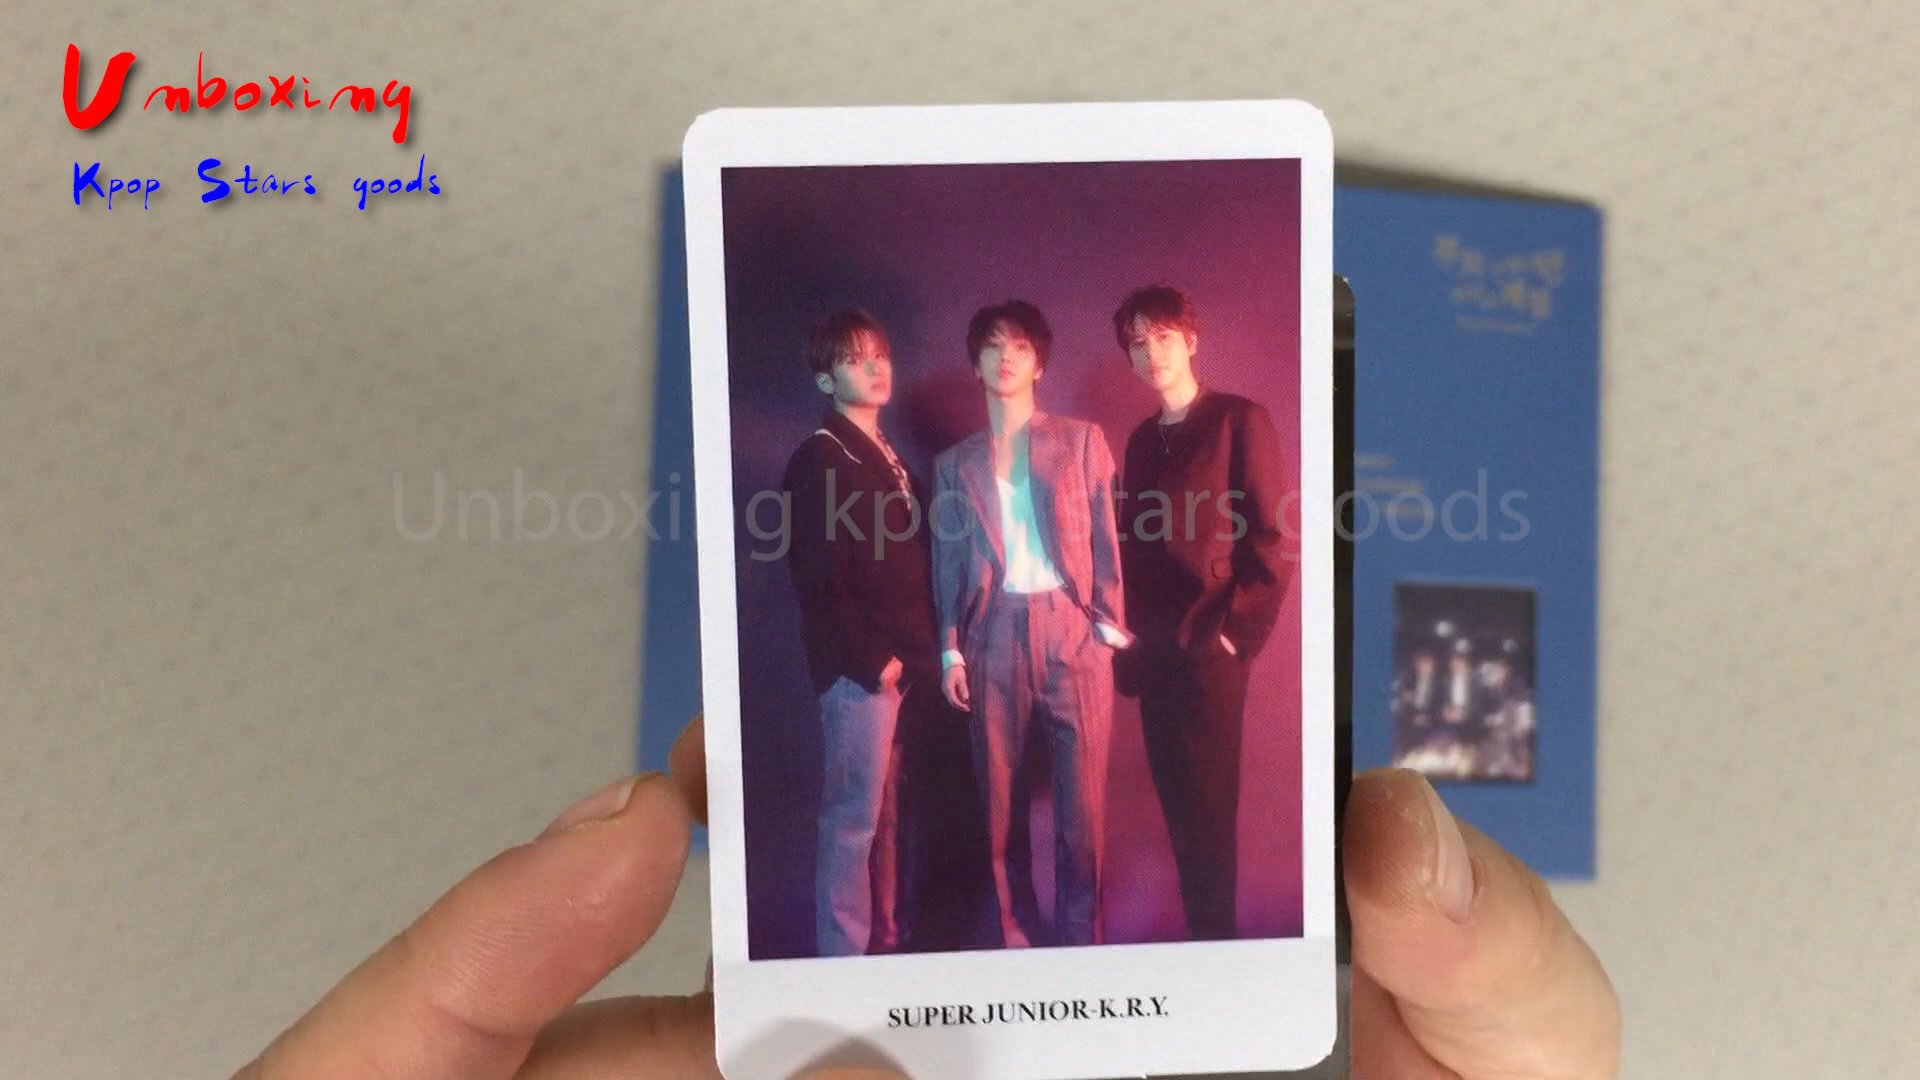 Unboxing
Kpop Stars goods
Unboxing kpop stars goods
SUPER JUNIOR-K.R.Y.